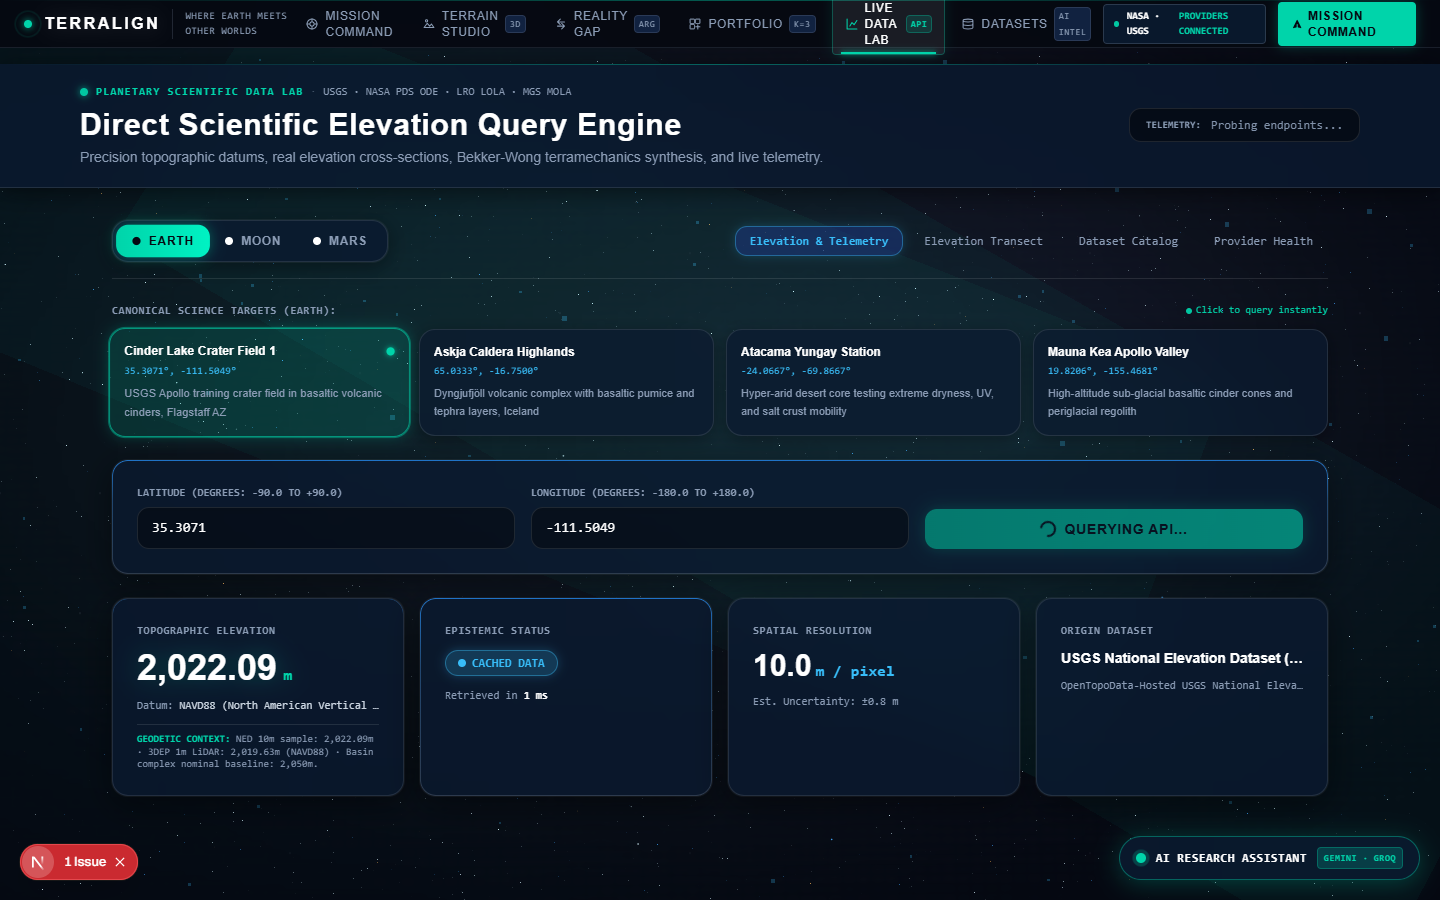 TERRALIGN
WHERE EARTH MEETS
OTHER WORLDS
MISSION
COMMAND
TERRAIN
STUDIO
3D
REALITY
GAP
ARG
PORTFOLIO
K=3
LIVE
DATA
LAB
API
DATASETS
AI
INTEL
NASA ·
USGS
PROVIDERS
CONNECTED
MISSION
COMMAND
PLANETARY SCIENTIFIC DATA LAB · USGS · NASA PDS ODE · LRO LOLA · MGS MOLA
Direct Scientific Elevation Query Engine
Precision topographic datums, real elevation cross-sections, Bekker-Wong terramechanics synthesis, and live telemetry.
TELEMETRY: Probing endpoints...
EARTH
MOON
MARS
Elevation & Telemetry
Elevation Transect
Dataset Catalog
Provider Health
CANONICAL SCIENCE TARGETS (EARTH):
Click to query instantly
Cinder Lake Crater Field 1
35.3071°, -111.5049°
USGS Apollo training crater field in basaltic volcanic
cinders, Flagstaff AZ
Askja Caldera Highlands
65.0333°, -16.7500°
Dyngjufjöll volcanic complex with basaltic pumice and
tephra layers, Iceland
Atacama Yungay Station
-24.0667°, -69.8667°
Hyper-arid desert core testing extreme dryness, UV,
and salt crust mobility
Mauna Kea Apollo Valley
19.8206°, -155.4681°
High-altitude sub-glacial basaltic cinder cones and
periglacial regolith
LATITUDE (DEGREES: -90.0 TO +90.0)
35.3071
LONGITUDE (DEGREES: -180.0 TO +180.0)
-111.5049
QUERYING API...
TOPOGRAPHIC ELEVATION
2,022.09 m
Datum: NAVD88 (North American Vertical …
GEODETIC CONTEXT: NED 10m sample: 2,022.09m
· 3DEP 1m LiDAR: 2,019.63m (NAVD88) · Basin
complex nominal baseline: 2,050m.
EPISTEMIC STATUS
CACHED DATA
Retrieved in 1 ms
SPATIAL RESOLUTION
10.0 m / pixel
Est. Uncertainty: ±0.8 m
ORIGIN DATASET
USGS National Elevation Dataset (…
OpenTopoData-Hosted USGS National Eleva…
N
1 Issue
AI RESEARCH ASSISTANT
GEMINI · GROQ